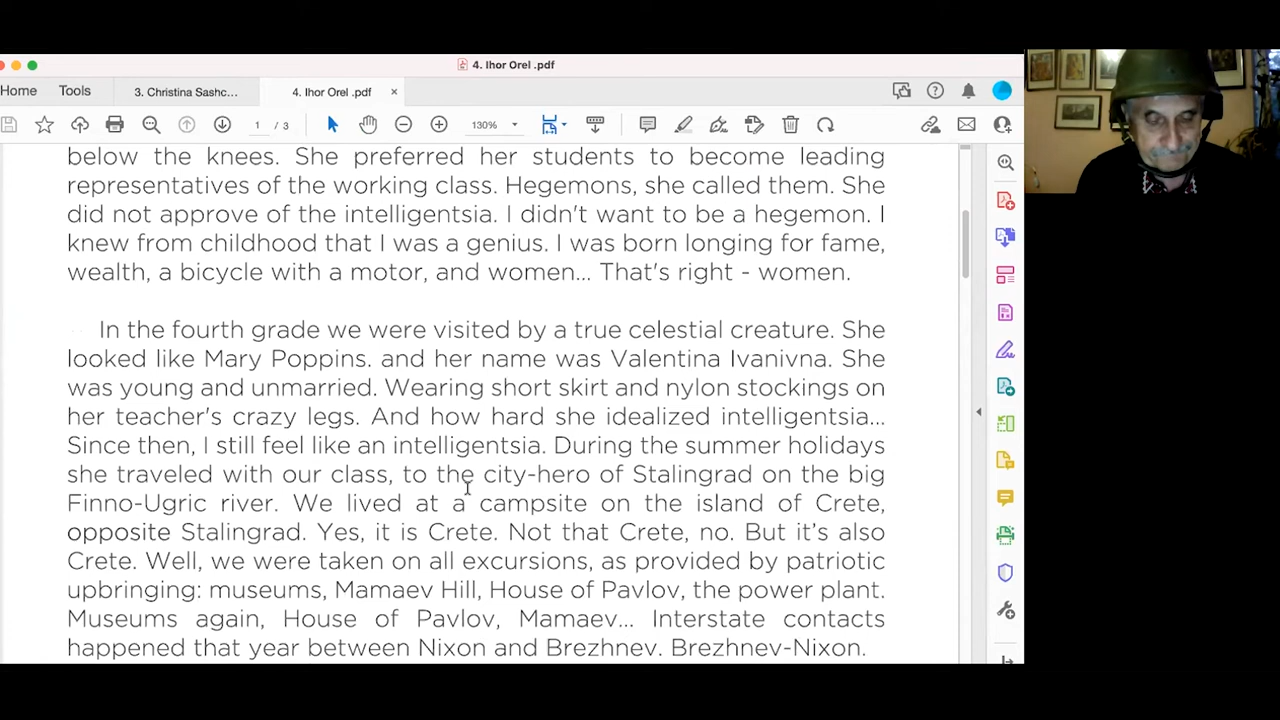 4. Ihor Orel .pdf
Home Tools 3. Christina Sashc... 4. Ihor Orel .pdf
1 / 3 130%
below the knees. She preferred her students to become leading
representatives of the working class. Hegemons, she called them. She
did not approve of the intelligentsia. I didn't want to be a hegemon. I
knew from childhood that I was a genius. I was born longing for fame,
wealth, a bicycle with a motor, and women... That's right - women.
In the fourth grade we were visited by a true celestial creature. She
looked like Mary Poppins. and her name was Valentina Ivanivna. She
was young and unmarried. Wearing short skirt and nylon stockings on
her teacher's crazy legs. And how hard she idealized intelligentsia...
Since then, I still feel like an intelligentsia. During the summer holidays
she traveled with our class, to the city-hero of Stalingrad on the big
Finno-Ugric river. We lived at a campsite on the island of Crete,
opposite Stalingrad. Yes, it is Crete. Not that Crete, no. But it’s also
Crete. Well, we were taken on all excursions, as provided by patriotic
upbringing: museums, Mamaev Hill, House of Pavlov, the power plant.
Museums again, House of Pavlov, Mamaev... Interstate contacts
happened that year between Nixon and Brezhnev. Brezhnev-Nixon.